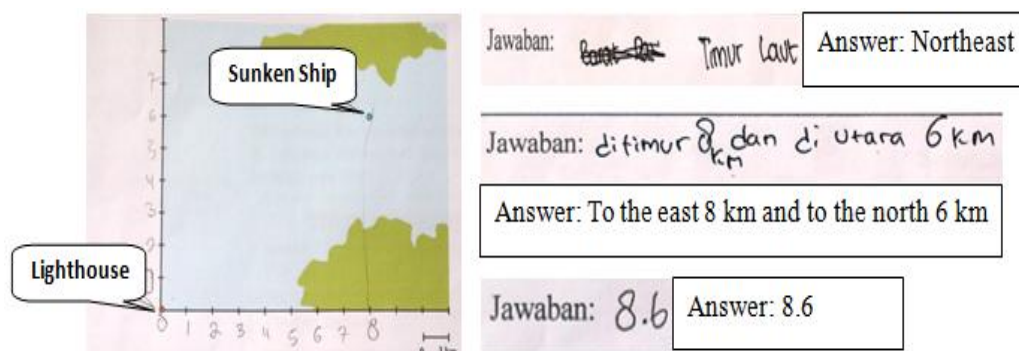 Sunken Ship
Lighthouse
7
6
5
4
3
0 1 2 3 4 5 6 7 8
Jawaban: Timur Laut
Answer: Northeast
Jawaban: ditimur 8 km dan di utara 6 km
Answer: To the east 8 km and to the north 6 km
Jawaban: 8.6
Answer: 8.6